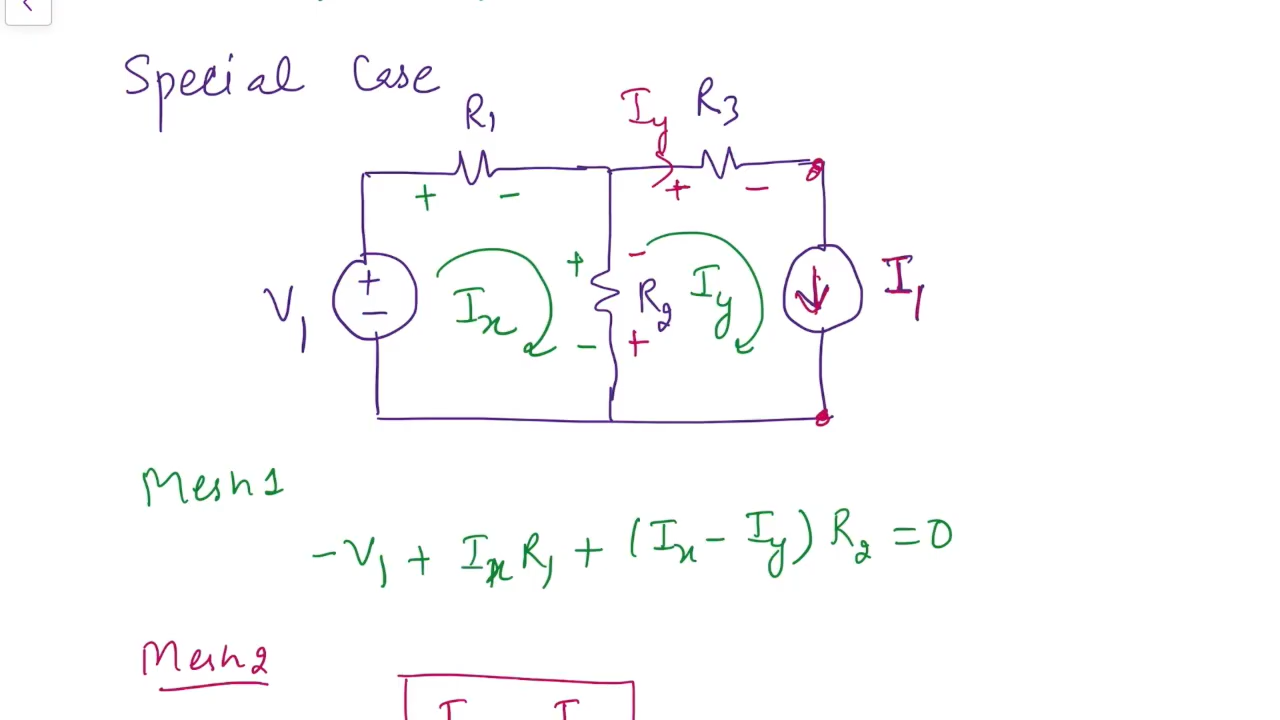 Special Case
R1
Iy
R3
+ - + -
V1
+
-
Ix
+
-
R2
-
+
Iy
I1
Mesh1
-V1 + IxR1 + (Ix - Iy) R2 = 0
Mesh2
I I